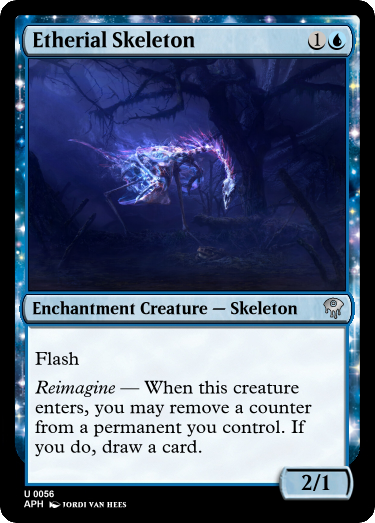 Etherial Skeleton
1
Enchantment Creature — Skeleton
Flash
Reimagine — When this creature
enters, you may remove a counter
from a permanent you control. If
you do, draw a card.
2/1
U 0056
APH JORDI VAN HEES